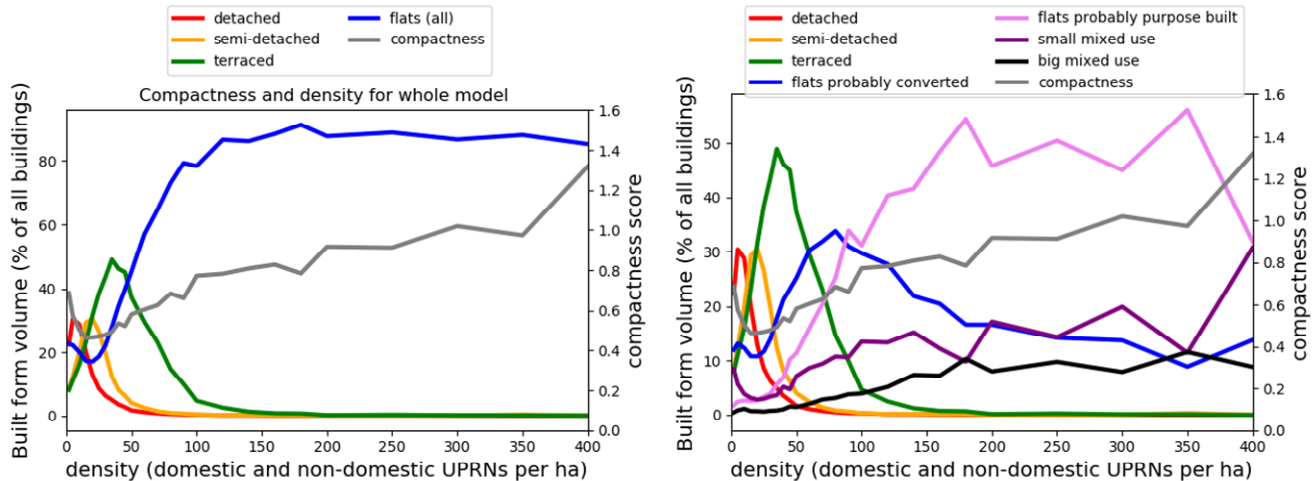 detached
semi-detached
terraced
flats (all)
compactness
Compactness and density for whole model
Built form volume (% of all buildings)
80
60
40
20
0
1.6
1.4
1.2
1.0
0.8
0.6
0.4
0.2
0.0
compactness score
0 50 100 150 200 250 300 350 400
density (domestic and non-domestic UPRNs per ha)
detached
semi-detached
terraced
flats probably converted
flats probably purpose built
small mixed use
big mixed use
compactness
Built form volume (% of all buildings)
50
40
30
20
10
0
1.6
1.4
1.2
1.0
0.8
0.6
0.4
0.2
0.0
compactness score
0 50 100 150 200 250 300 350 400
density (domestic and non-domestic UPRNs per ha)